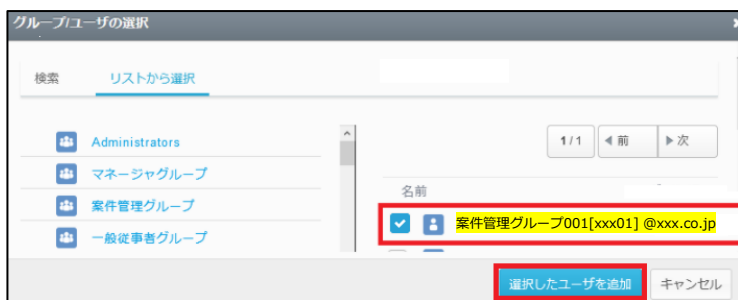 グループ/ユーザの選択
検索 リストから選択
Administrators
マネージャグループ
案件管理グループ
一般従事者グループ
1/1 ◀前 ▶次
名前
案件管理グループ001[xxx01] @xxx.co.jp
選択したユーザを追加 キャンセル